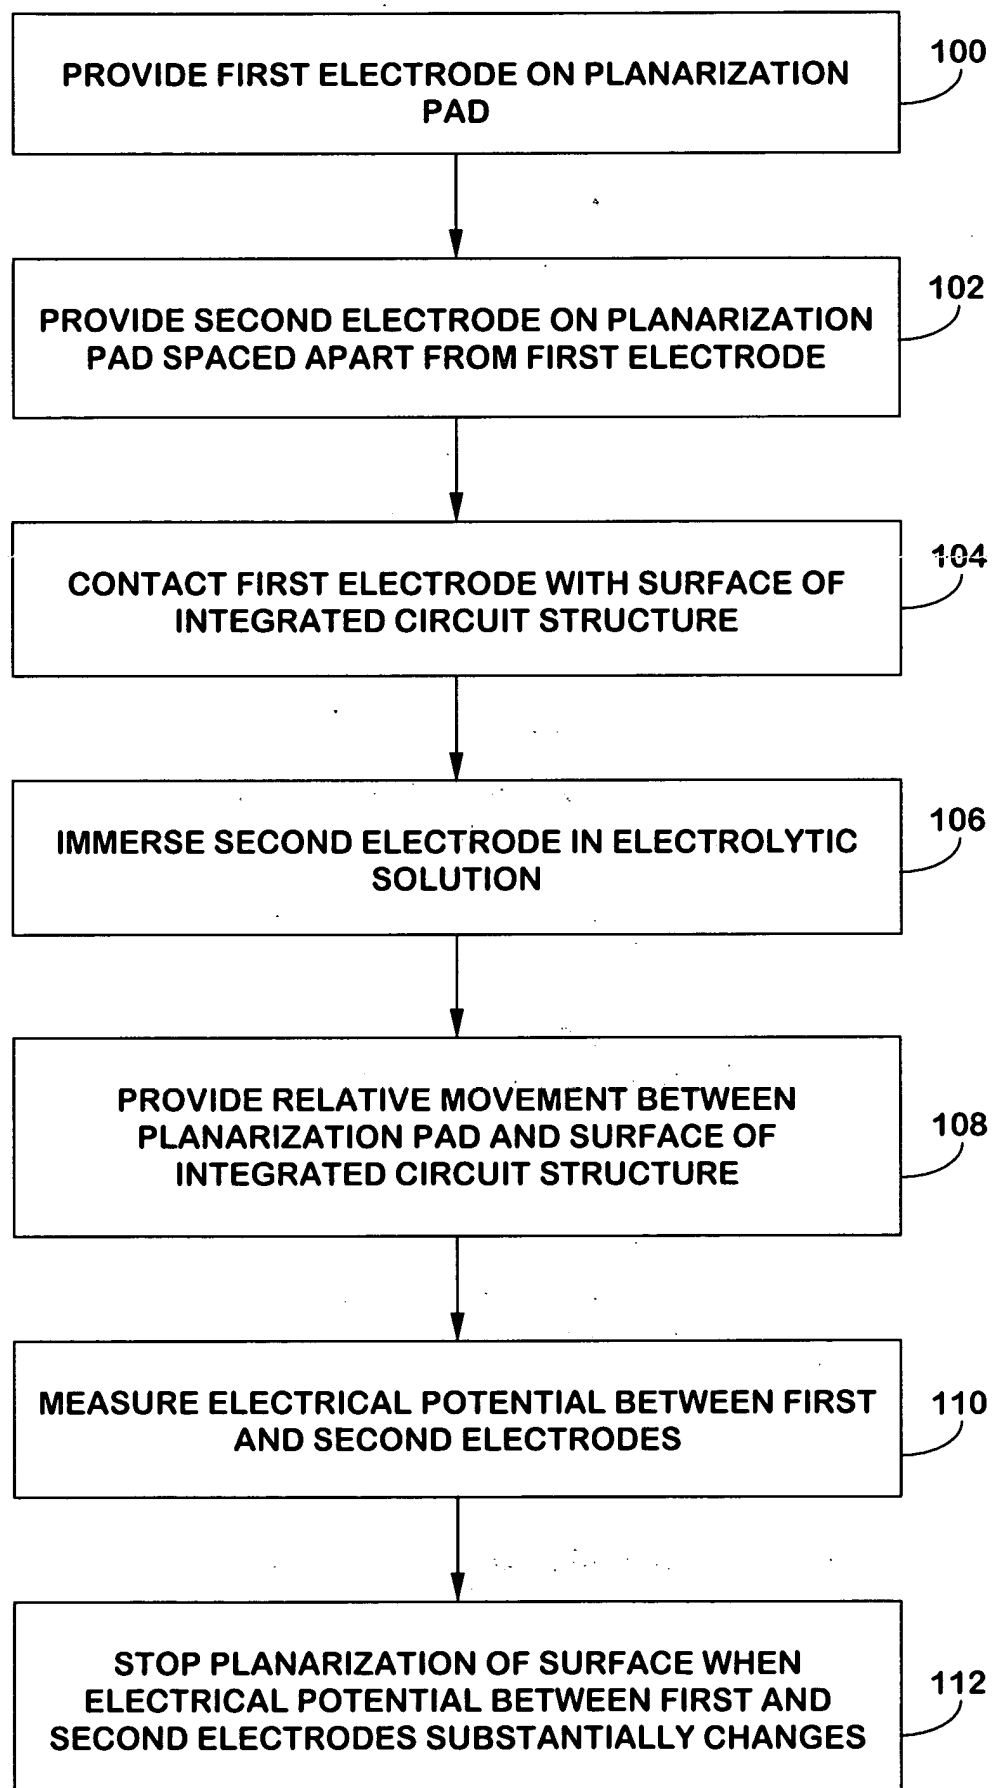 PROVIDE FIRST ELECTRODE ON PLANARIZATION
PAD
100
PROVIDE SECOND ELECTRODE ON PLANARIZATION
PAD SPACED APART FROM FIRST ELECTRODE
102
CONTACT FIRST ELECTRODE WITH SURFACE OF
INTEGRATED CIRCUIT STRUCTURE
104
IMMERSE SECOND ELECTRODE IN ELECTROLYTIC
SOLUTION
106
PROVIDE RELATIVE MOVEMENT BETWEEN
PLANARIZATION PAD AND SURFACE OF
INTEGRATED CIRCUIT STRUCTURE
108
MEASURE ELECTRICAL POTENTIAL BETWEEN FIRST
AND SECOND ELECTRODES
110
STOP PLANARIZATION OF SURFACE WHEN
ELECTRICAL POTENTIAL BETWEEN FIRST AND
SECOND ELECTRODES SUBSTANTIALLY CHANGES
112